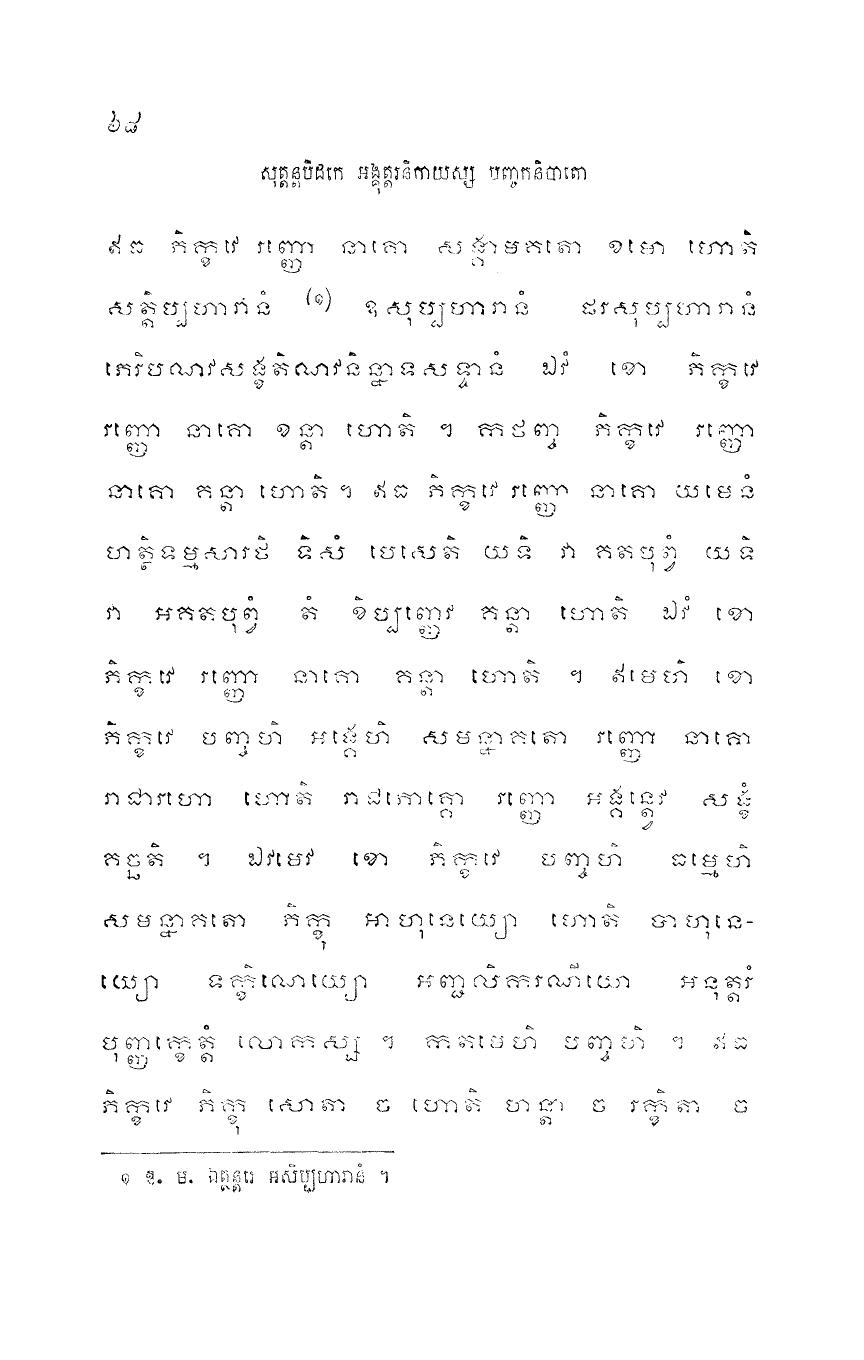 ៦៨
សុត្តន្តបិដកេ អង្គុត្តរនិកាយស្ស បញ្ចកនិបាតោ
ឥធ ភិក្ខវេ រញ្ញោ នាគោ សង្គាមគតោ ខមោ ហោតិ
សត្តិប្បហារានំ (១) ឧសុប្បហារានំ ផរសុប្បហារានំ
ភេរិបណវសង្ខតិណវនិន្នាទសទ្ទានំ ឯវំ ខោ ភិក្ខវេ
រញ្ញោ នាគោ ខន្តា ហោតិ ។ កថញ្ច ភិក្ខវេ រញ្ញោ
នាគោ គន្តា ហោតិ ។ ឥធ ភិក្ខវេ រញ្ញោ នាគោ យមេនំ
ហត្ថិទម្មសារថិ ទិសំ បេសេតិ យទិ វា គតបុព្វំ យទិ
វា អគតបុព្វំ តំ ខិប្បញ្ញេវ គន្តា ហោតិ ឯវំ ខោ
ភិក្ខវេ រញ្ញោ នាគោ គន្តា ហោតិ ។ ឥមេហិ ខោ
ភិក្ខវេ បញ្ចហិ អង្គេហិ សមន្នាគតោ រញ្ញោ នាគោ
រាជារហោ ហោតិ រាជភោគ្គោ រញ្ញោ អង្គន្ត្វេវ សង្ខំ
គច្ឆតិ ។ ឯវមេវ ខោ ភិក្ខវេ បញ្ចហិ ធម្មេហិ
សមន្នាគតោ ភិក្ខុ អាហុនេយ្យោ ហោតិ បាហុនេ-
យ្យោ ទក្ខិណេយ្យោ អញ្ជលិករណីយោ អនុត្តរំ
បុញ្ញក្ខេត្តំ លោកស្ស ។ កតមេហិ បញ្ចហិ ។ ឥធ
ភិក្ខវេ ភិក្ខុ សោតា ច ហោតិ ហន្តា ច រក្ខិតា ច
១ ឱ. ម. ឯត្ថន្តរេ អសិប្បហារានំ ។